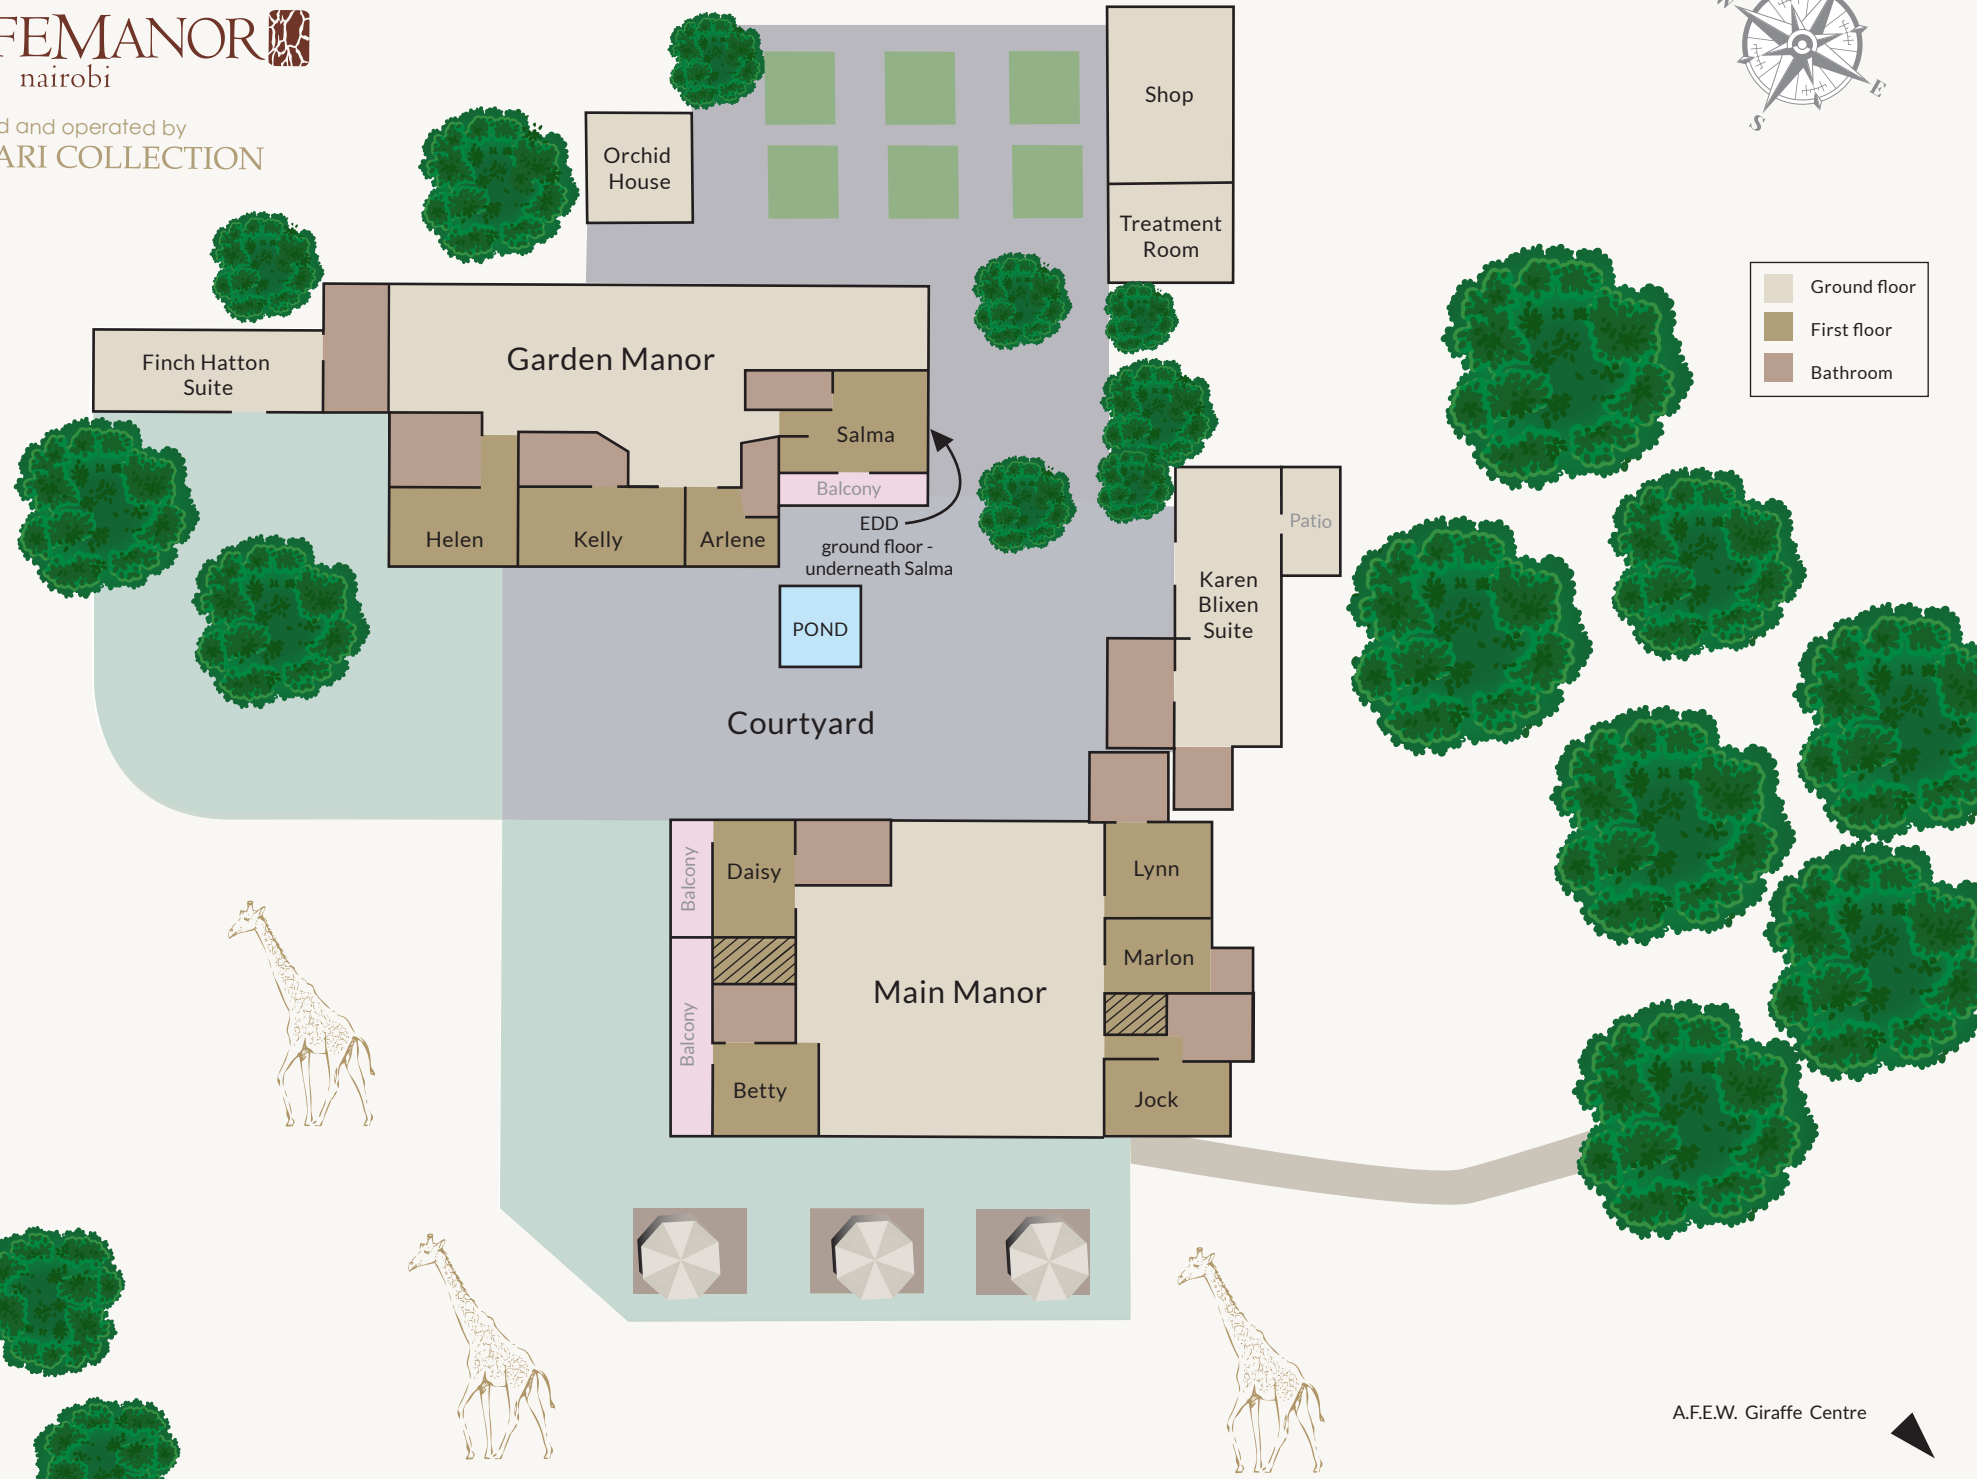 FEMANOR
nairobi
d and operated by
ARI COLLECTION
W
E
S
Shop
Orchid
House
Treatment
Room
Ground floor
First floor
Bathroom
Finch Hatton
Suite
Garden Manor
Salma
Balcony
Helen
Kelly
Arlene
EDD
ground floor -
underneath Salma
Patio
Karen
Blixen
Suite
POND
Courtyard
Balcony
Daisy
Lynn
Marlon
Main Manor
Balcony
Betty
Jock
A.F.E.W. Giraffe Centre